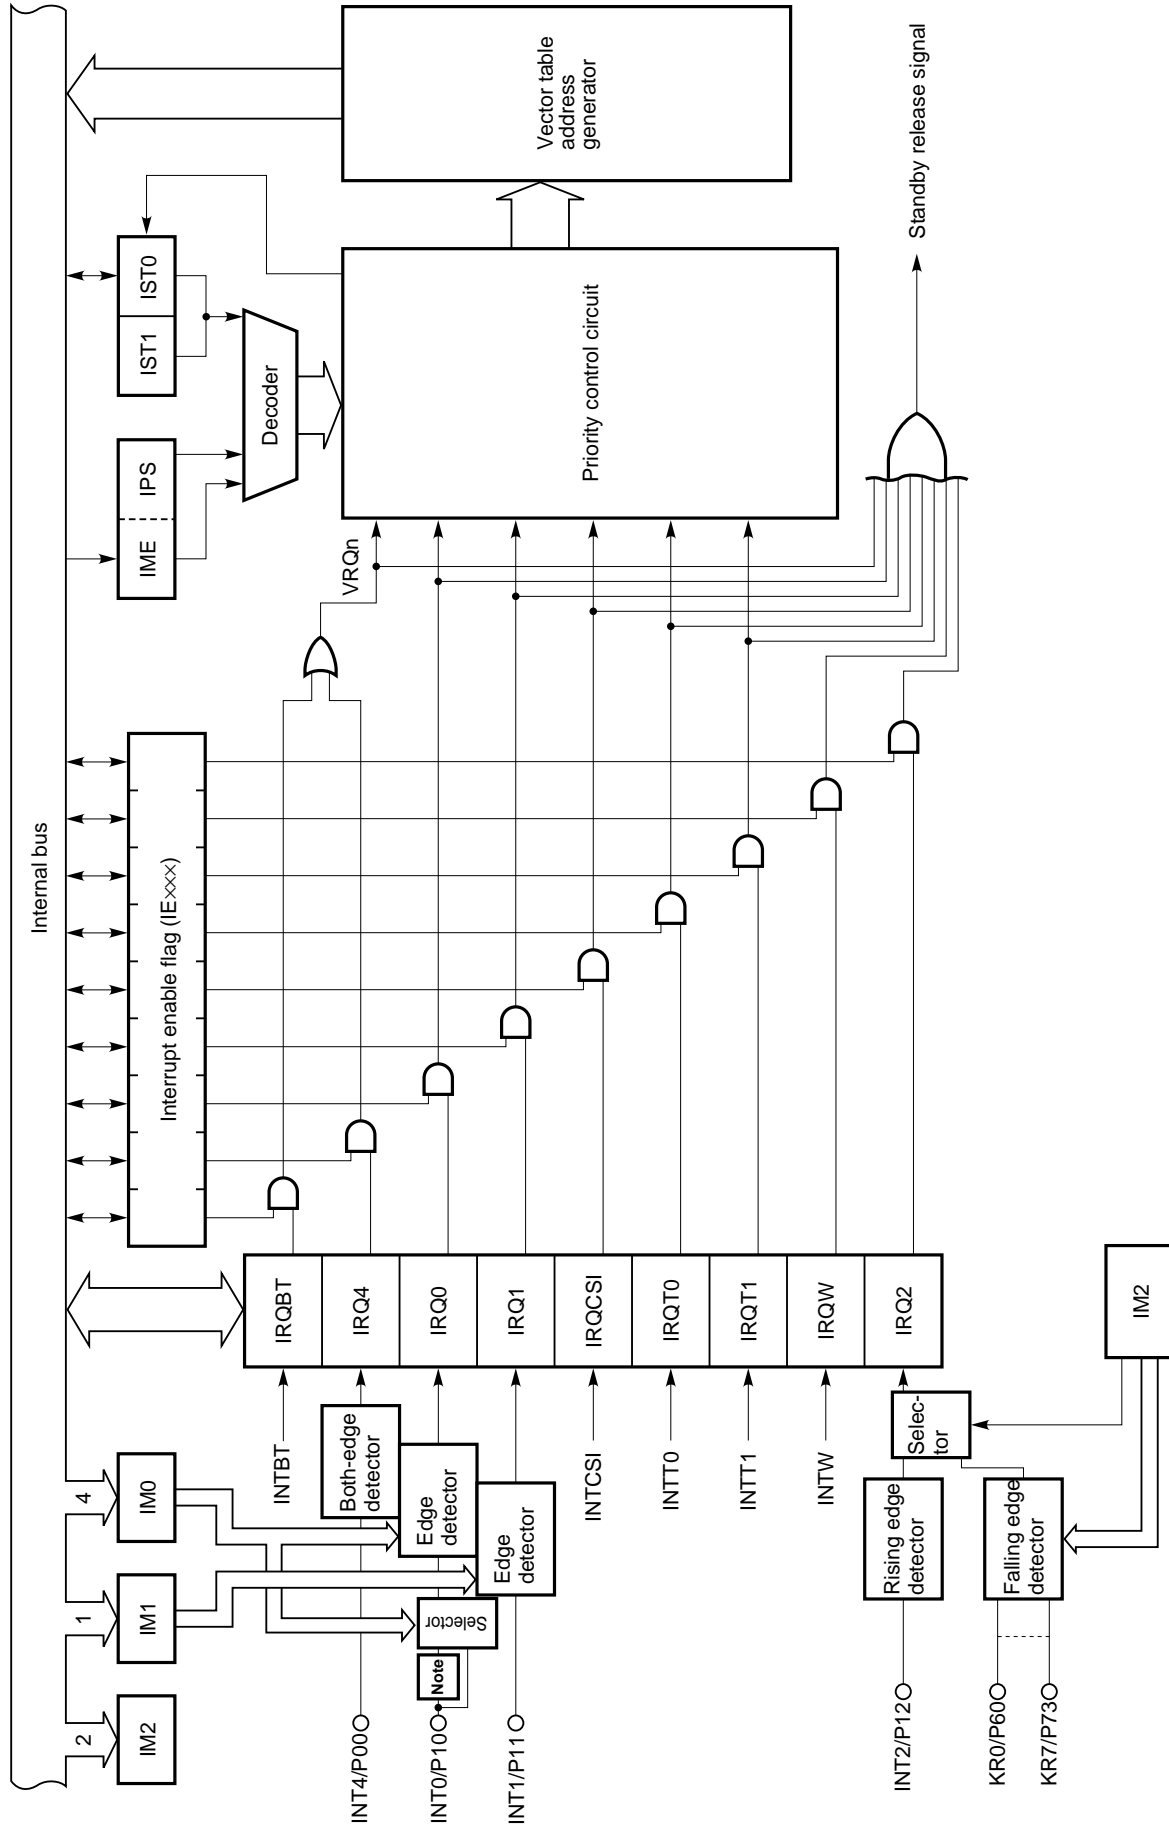 Internal bus
2
1
4
IM2
IM1
IM0
Interrupt enable flag (IE×××)
IME
IPS
IST1
IST0
Decoder
VRQn
INTBT
IRQBT
INT4/P00
Both-edge
detector
IRQ4
INT0/P10
Note
Selector
Edge
detector
IRQ0
INT1/P11
Edge
detector
IRQ1
INTCSI
IRQCSI
INTT0
IRQT0
INTT1
IRQT1
INTW
IRQW
INT2/P12
Rising edge
detector
Selec-
tor
IRQ2
KR0/P60
KR7/P73
Falling edge
detector
IM2
Priority control circuit
Vector table
address
generator
Standby release signal